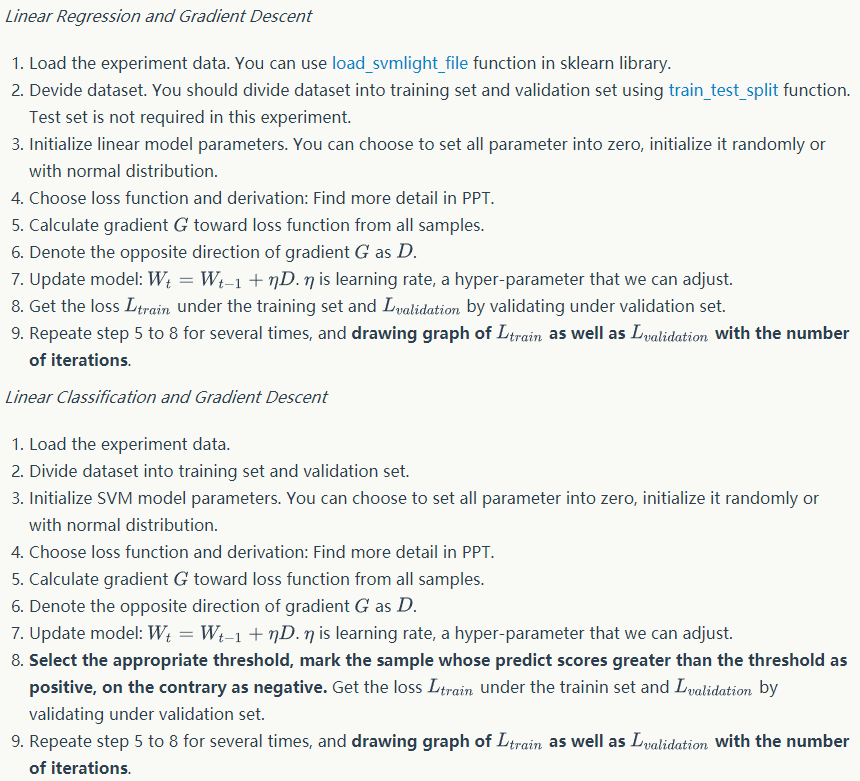 Linear Regression and Gradient Descent
1. Load the experiment data. You can use load_svmlight_file function in sklearn library.
2. Devide dataset. You should divide dataset into training set and validation set using train_test_split function.
Test set is not required in this experiment.
3. Initialize linear model parameters. You can choose to set all parameter into zero, initialize it randomly or
with normal distribution.
4. Choose loss function and derivation: Find more detail in PPT.
5. Calculate gradient G toward loss function from all samples.
6. Denote the opposite direction of gradient G as D.
7. Update model: W_t = W_{t−1} + ηD. η is learning rate, a hyper-parameter that we can adjust.
8. Get the loss L_{train} under the training set and L_{validation} by validating under validation set.
9. Repeat step 5 to 8 for several times, and drawing graph of L_{train} as well as L_{validation} with the number
of iterations.
Linear Classification and Gradient Descent
1. Load the experiment data.
2. Divide dataset into training set and validation set.
3. Initialize SVM model parameters. You can choose to set all parameter into zero, initialize it randomly or
with normal distribution.
4. Choose loss function and derivation: Find more detail in PPT.
5. Calculate gradient G toward loss function from all samples.
6. Denote the opposite direction of gradient G as D.
7. Update model: W_t = W_{t−1} + ηD. η is learning rate, a hyper-parameter that we can adjust.
8. Select the appropriate threshold, mark the sample whose predict scores greater than the threshold as
positive, on the contrary as negative. Get the loss L_{train} under the trainin set and L_{validation} by
validating under validation set.
9. Repeat step 5 to 8 for several times, and drawing graph of L_{train} as well as L_{validation} with the number
of iterations.